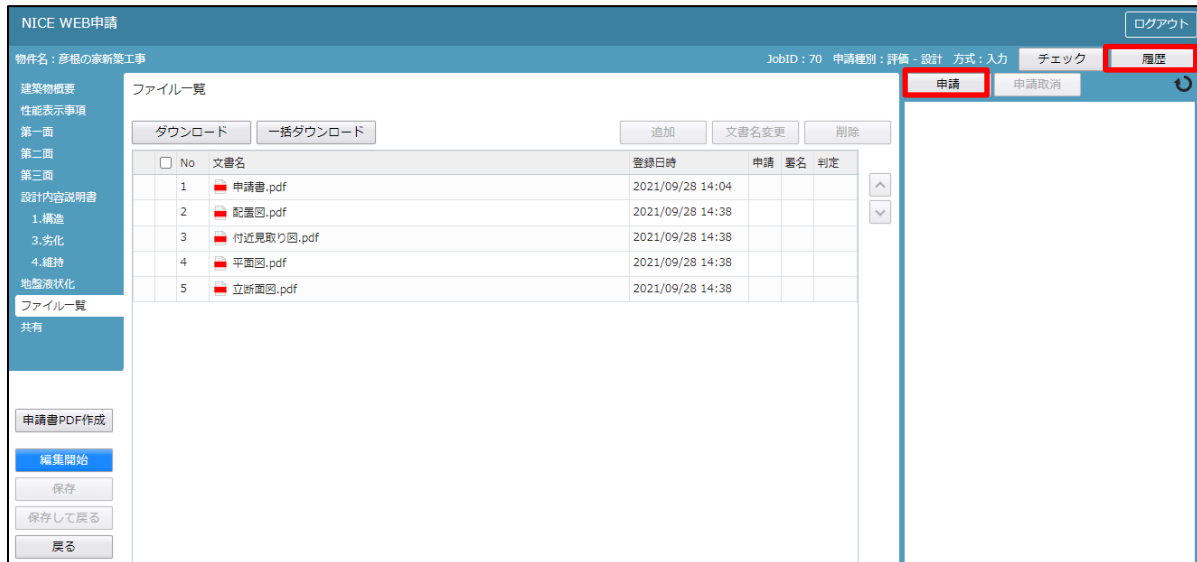 NICE WEB申請
ログアウト
物件名：彦根の家新築工事
JobID：70 申請種別：評価 - 設計 方式：入力
チェック
履歴
建築物概要
性能表示事項
第一面
第二面
第三面
設計内容説明書
1.構造
3.劣化
4.維持
地盤液状化
ファイル一覧
共有
申請書PDF作成
編集開始
保存
保存して戻る
戻る
ファイル一覧
ダウンロード 一括ダウンロード 追加 文書名変更 削除
No 文書名 登録日時 申請 署名 判定
1 申請書.pdf 2021/09/28 14:04
2 配置図.pdf 2021/09/28 14:38
3 付近見取り図.pdf 2021/09/28 14:38
4 平面図.pdf 2021/09/28 14:38
5 立断面図.pdf 2021/09/28 14:38
申請 申請取消